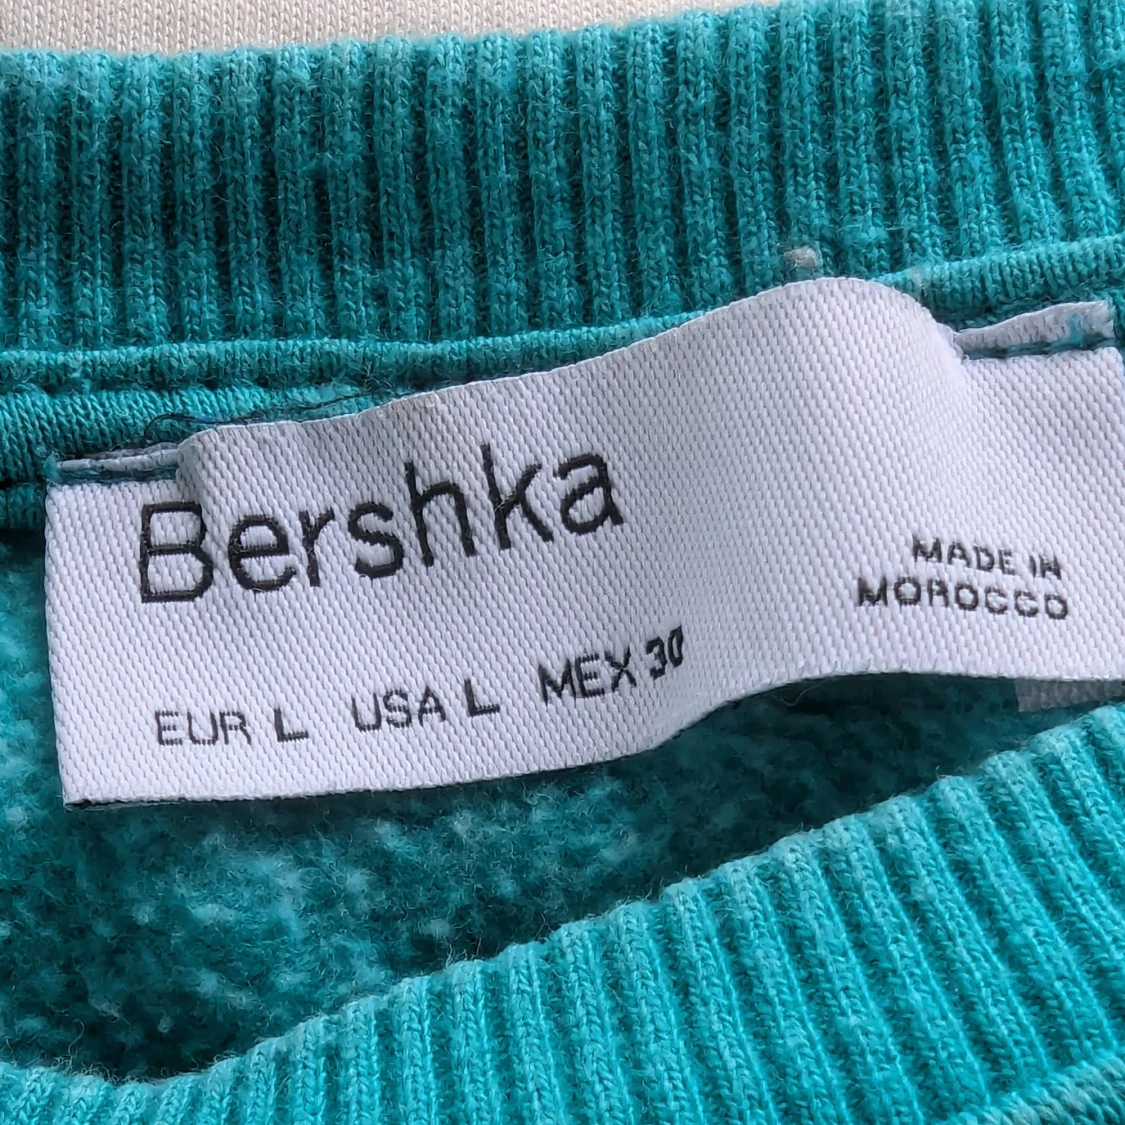 Bershka
MADE IN
MOROCCO
EUR L USA L MEX 30